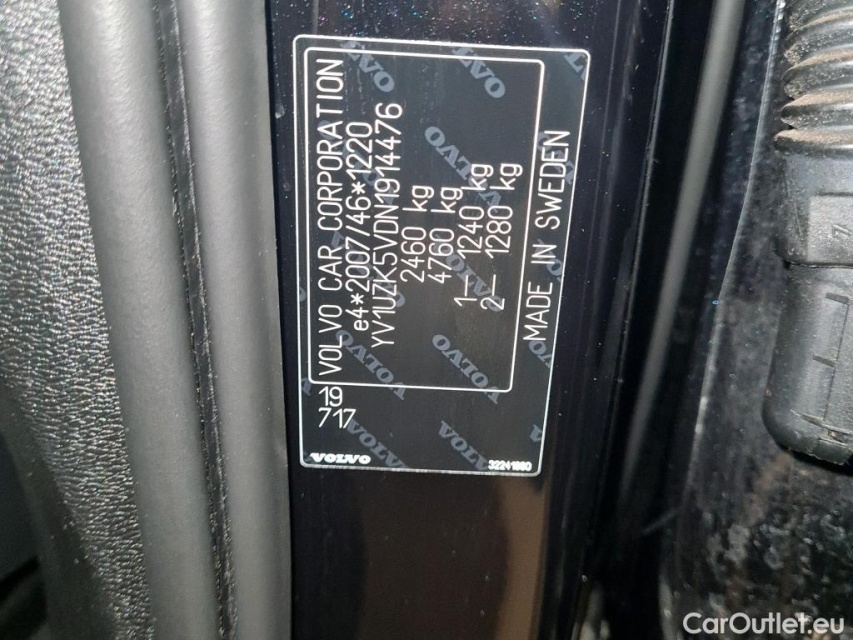 VOLVO CAR CORPORATION
e4*2007/46*1220
YV1UZK5VDN1914476
2460 kg
4760 kg
1– 1240 kg
2– 1280 kg
MADE IN SWEDEN
19
717
VOLVO
CarOutlet.eu